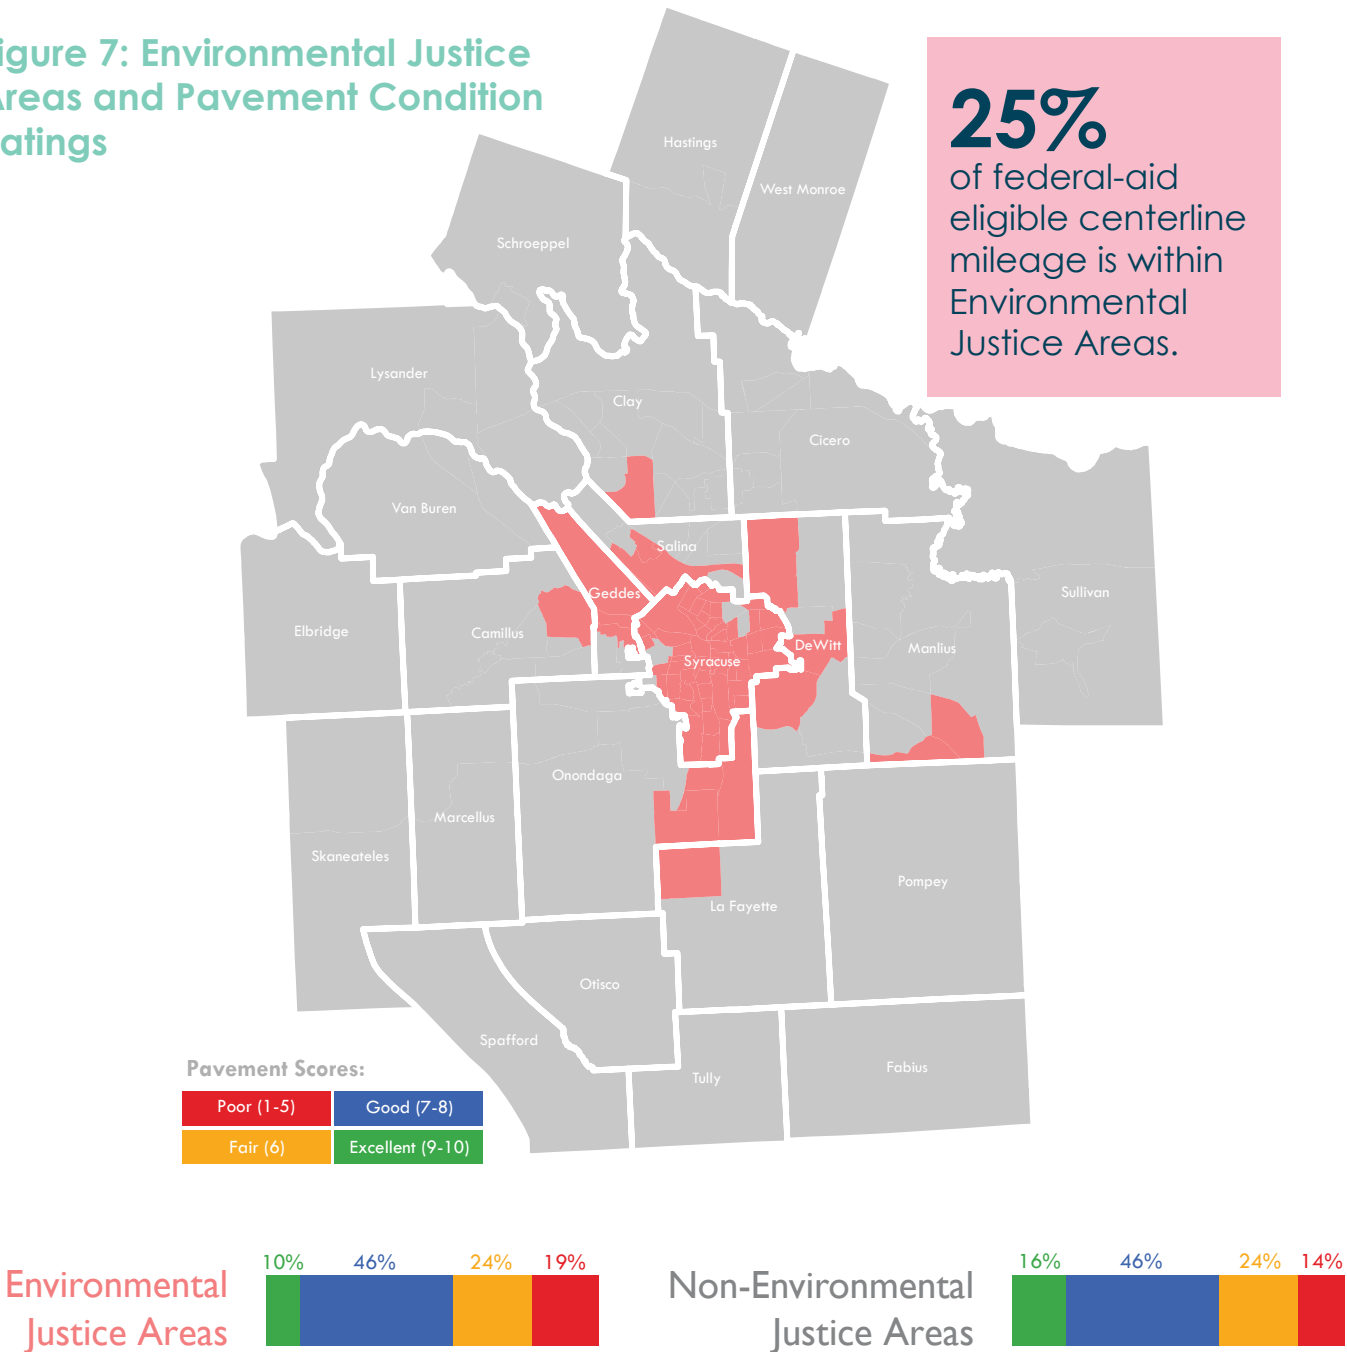 igure 7: Environmental Justice
Areas and Pavement Condition
atings
25%
of federal-aid
eligible centerline
mileage is within
Environmental
Justice Areas.
Hastings
West Monroe
Schroeppel
Lysander
Clay
Cicero
Van Buren
Salina
Geddes
Sullivan
Elbridge
Camillus
Syracuse
DeWitt
Manlius
Onondaga
Marcellus
Skaneateles
Pompey
La Fayette
Otisco
Spafford
Tully
Fabius
Pavement Scores:
Poor (1-5)
Good (7-8)
Fair (6)
Excellent (9-10)
Environmental
Justice Areas
10% 46% 24% 19%
Non-Environmental
Justice Areas
16% 46% 24% 14%